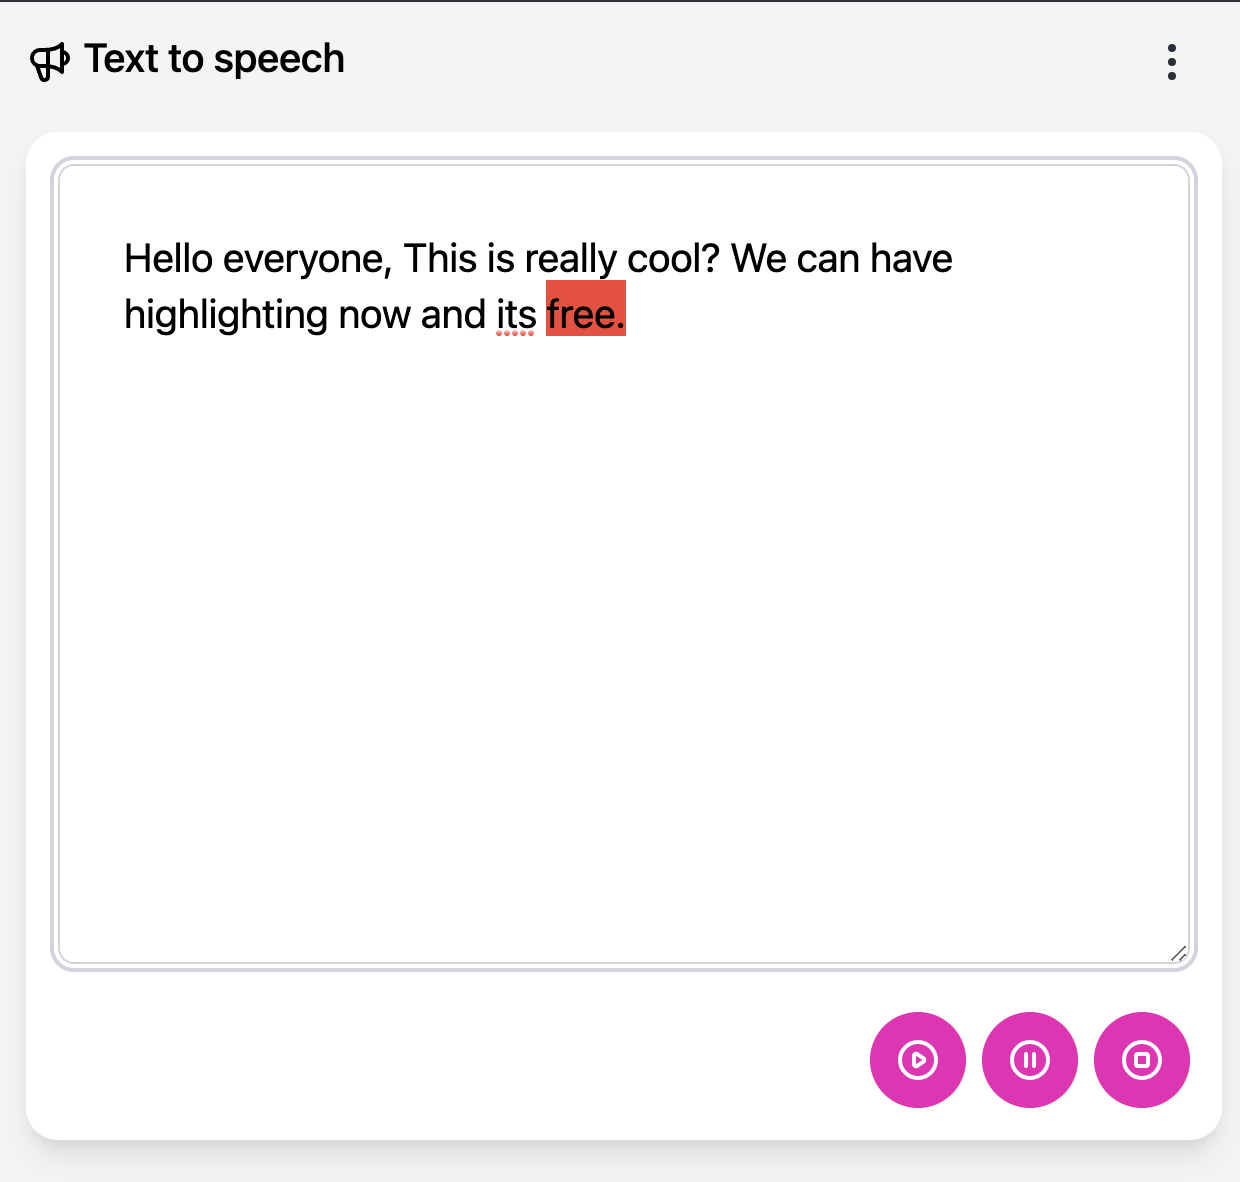 Text to speech
Hello everyone, This is really cool? We can have
highlighting now and its free.